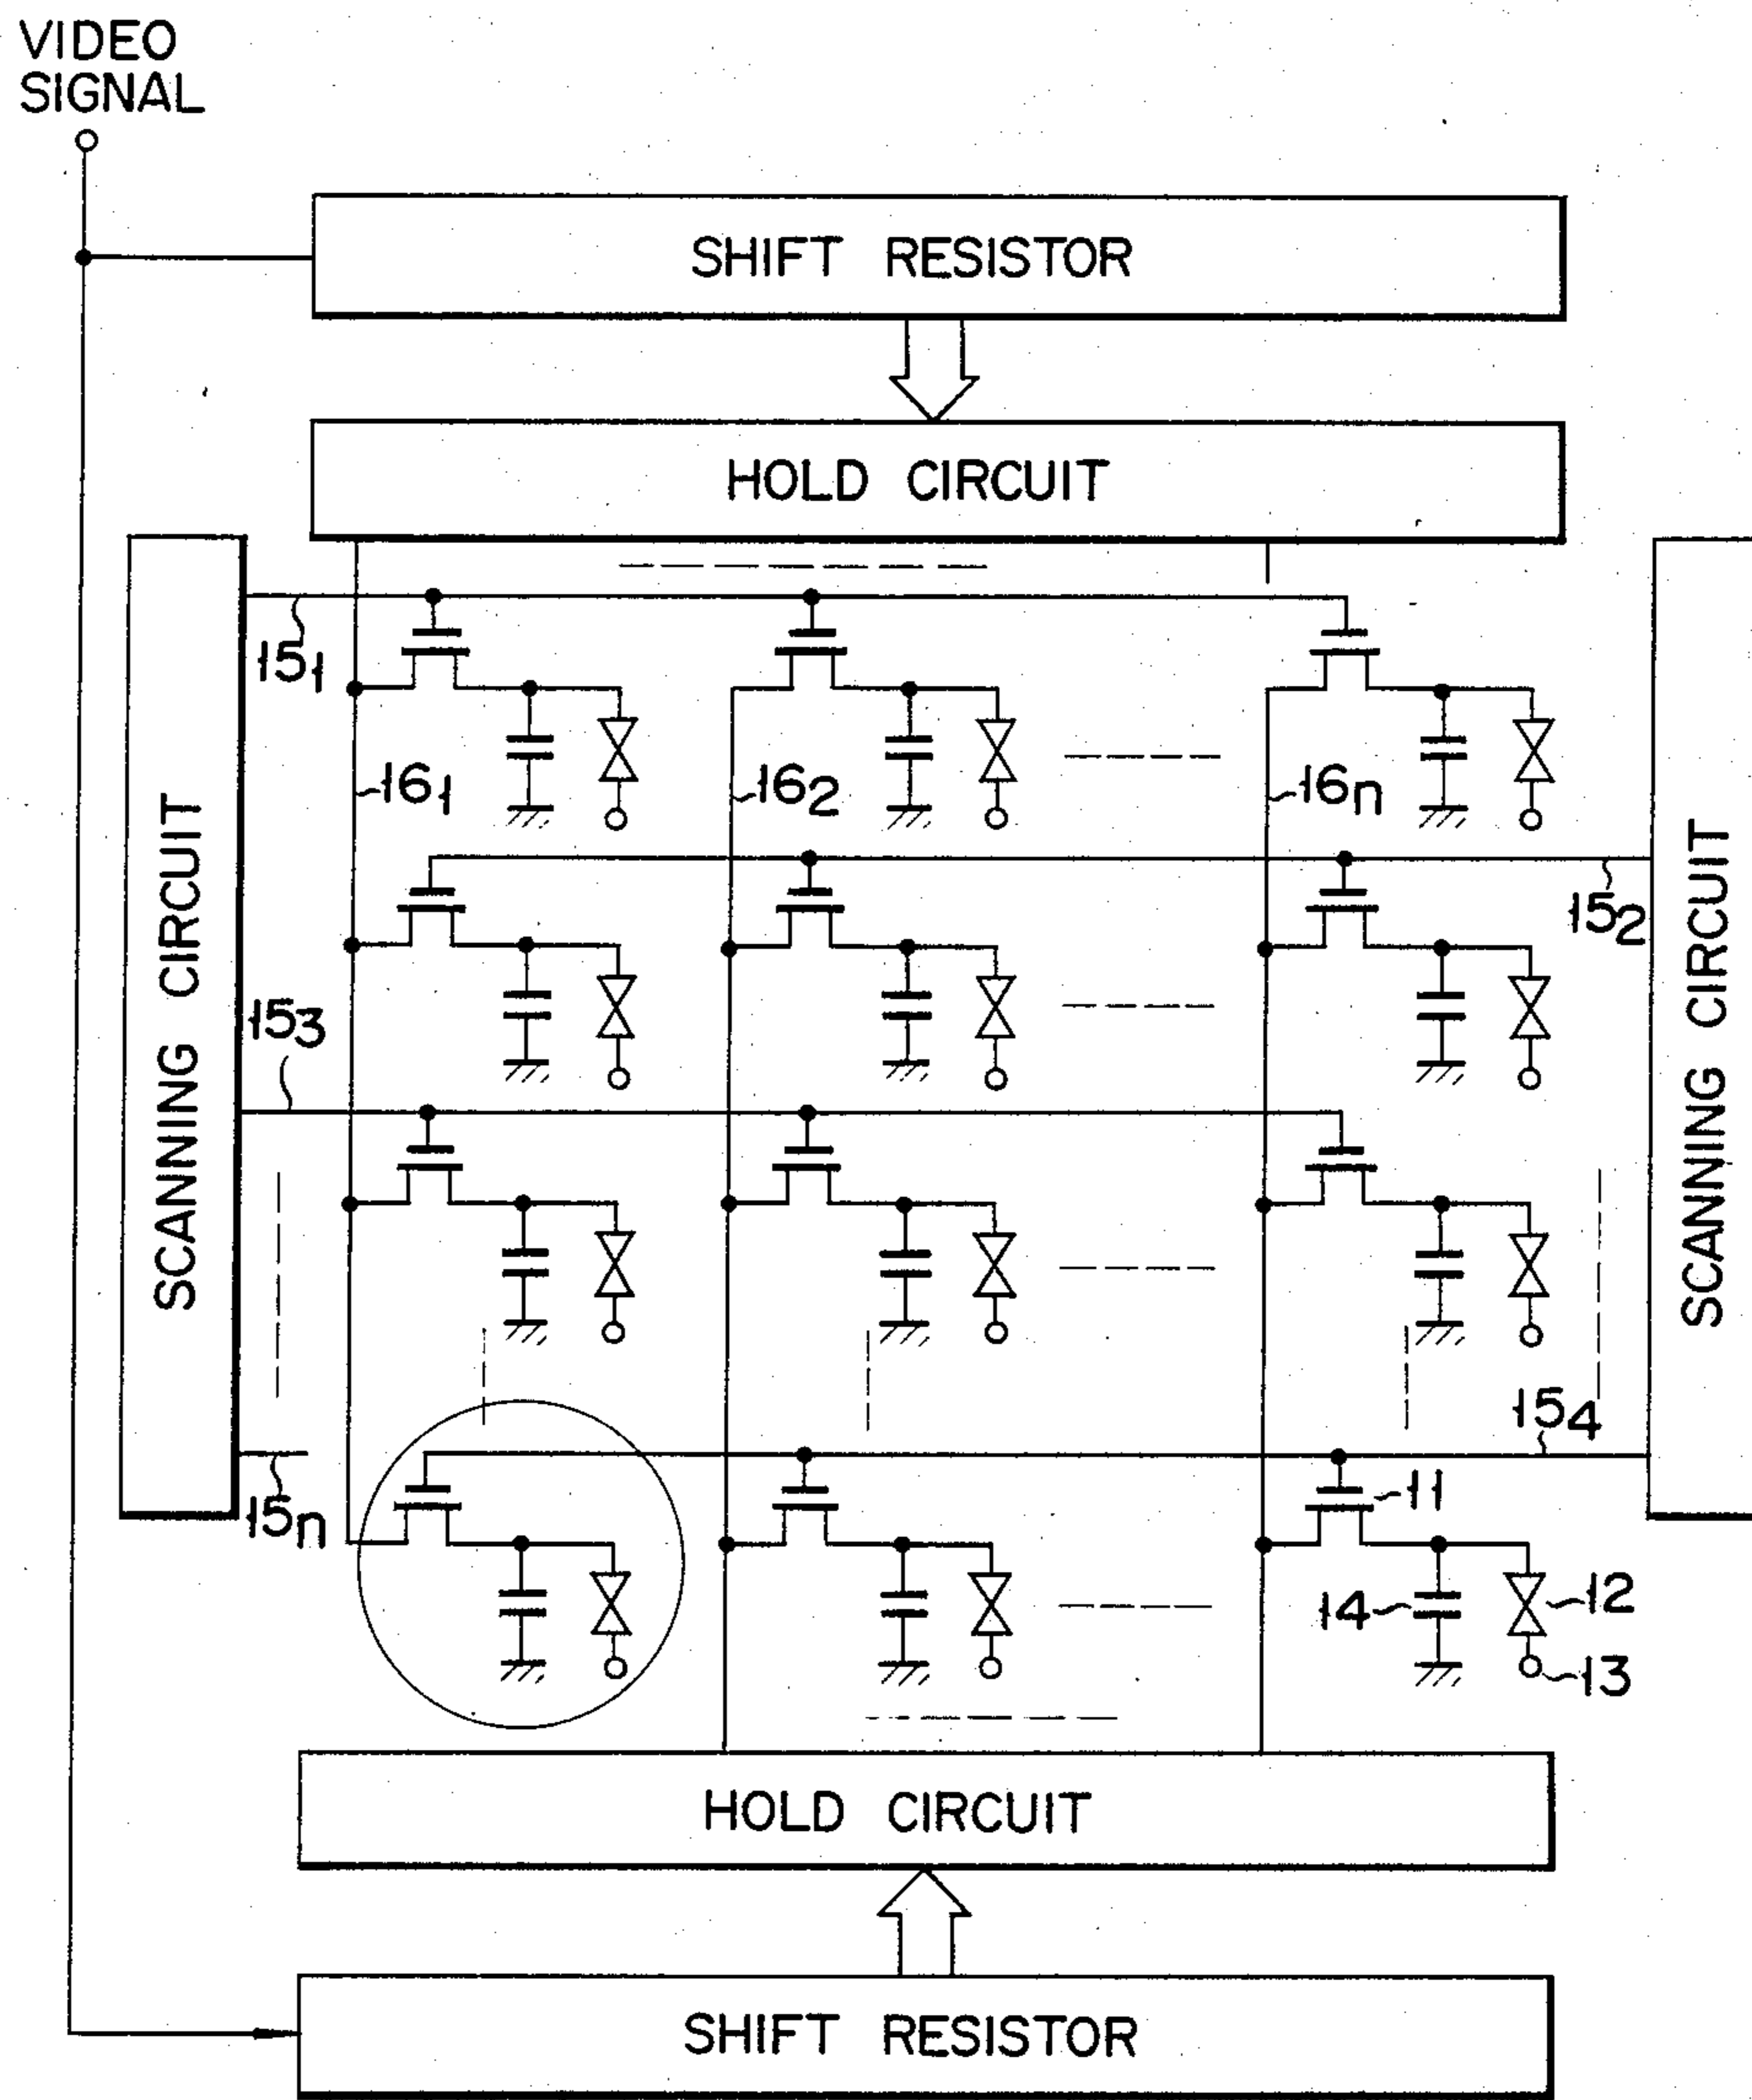 VIDEO
SIGNAL
SHIFT RESISTOR
HOLD CIRCUIT
SCANNING CIRCUIT
SCANNING CIRCUIT
15₁
16₁
16₂
16ₙ
15₂
15₃
15₄
15ₙ
11
14
12
13
HOLD CIRCUIT
SHIFT RESISTOR